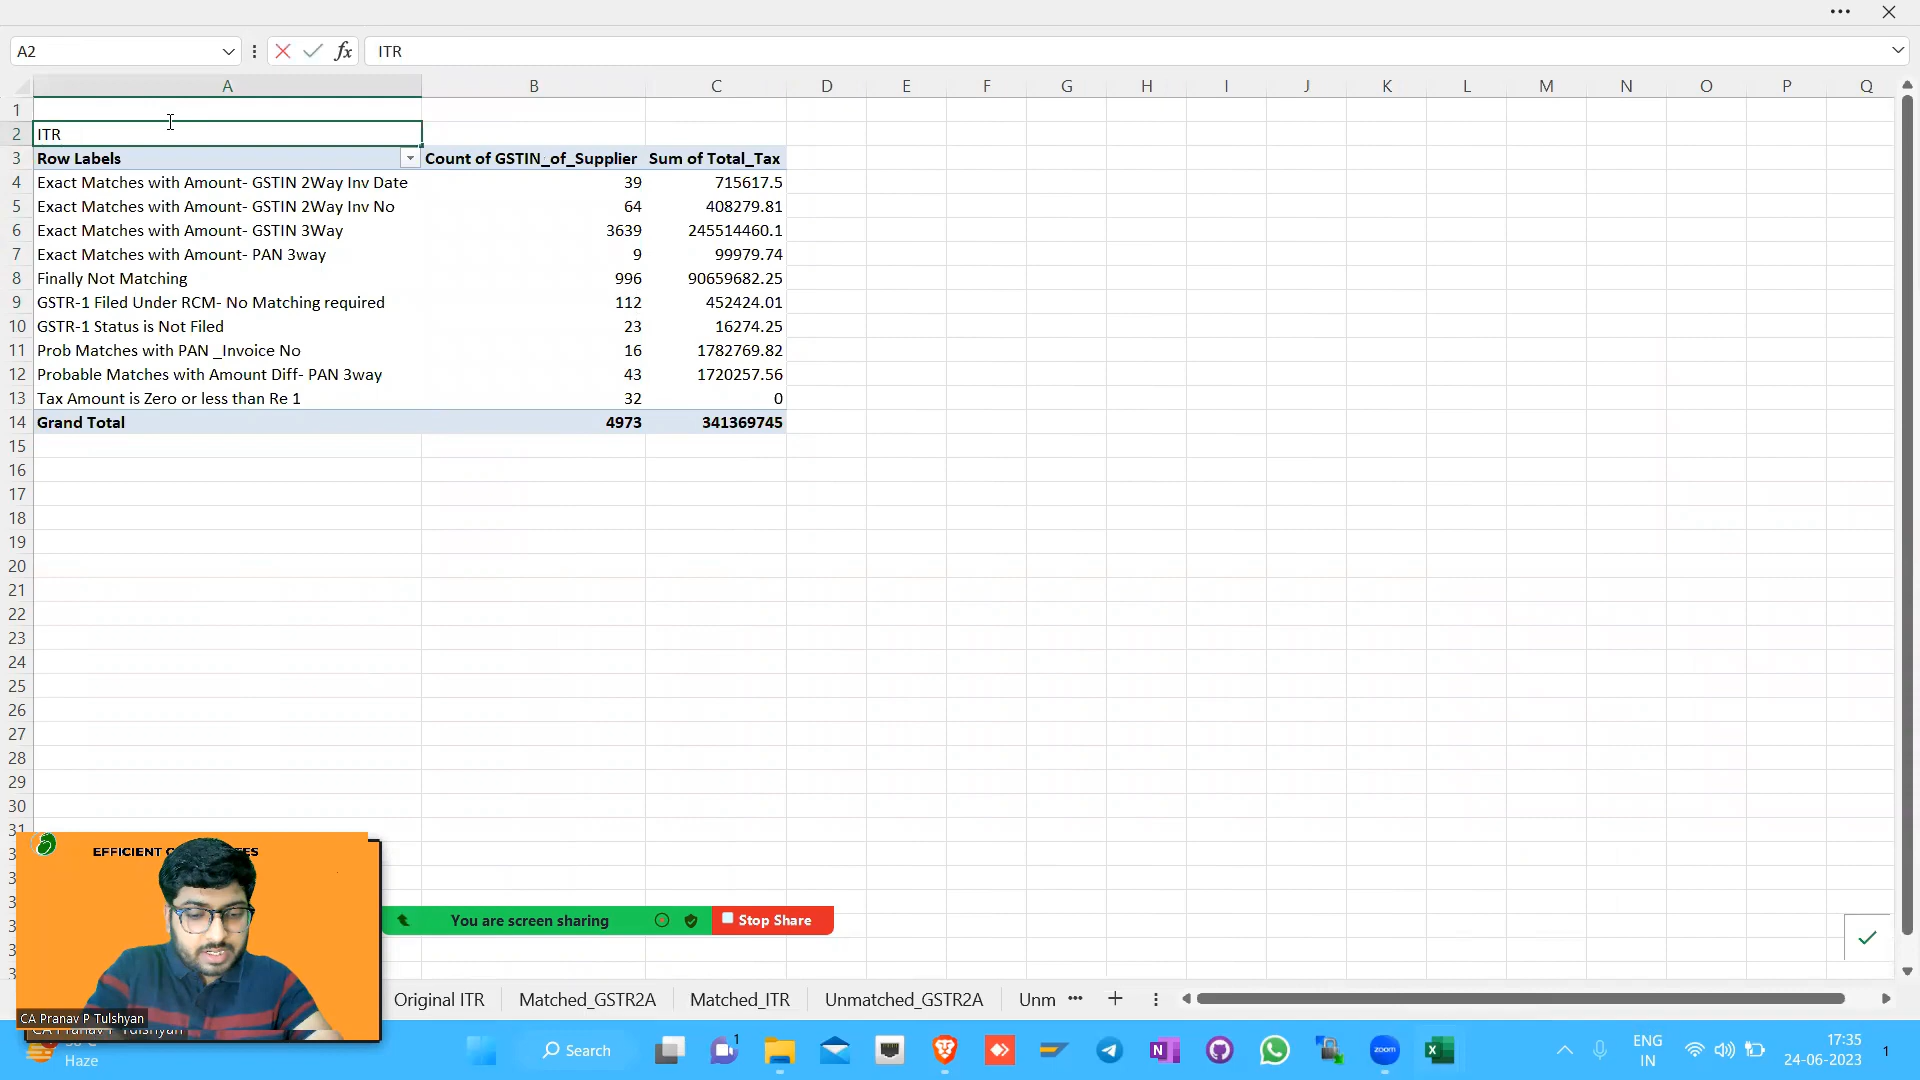 A2
fx
ITR
A B C D E F G H I J K L M N O P Q
1
2 ITR
3 Row Labels Count of GSTIN_of_Supplier Sum of Total_Tax
4 Exact Matches with Amount- GSTIN 2Way Inv Date 39 715617.5
5 Exact Matches with Amount- GSTIN 2Way Inv No 64 408279.81
6 Exact Matches with Amount- GSTIN 3Way 3639 245514460.1
7 Exact Matches with Amount- PAN 3way 9 99979.74
8 Finally Not Matching 996 90659682.25
9 GSTR-1 Filed Under RCM- No Matching required 112 452424.01
10 GSTR-1 Status is Not Filed 23 16274.25
11 Prob Matches with PAN _Invoice No 16 1782769.82
12 Probable Matches with Amount Diff- PAN 3way 43 1720257.56
13 Tax Amount is Zero or less than Re 1 32 0
14 Grand Total 4973 341369745
15
16
17
18
19
20
21
22
23
24
25
26
27
28
29
30
31
EFFICIENT
You are screen sharing Stop Share
Original ITR Matched_GSTR2A Matched_ITR Unmatched_GSTR2A Unm
CA Pranav P Tulshyan
CA Pranav P Tulshyan
Haze
Search
1
zoom
ENG
IN
17:35
24-06-2023
1